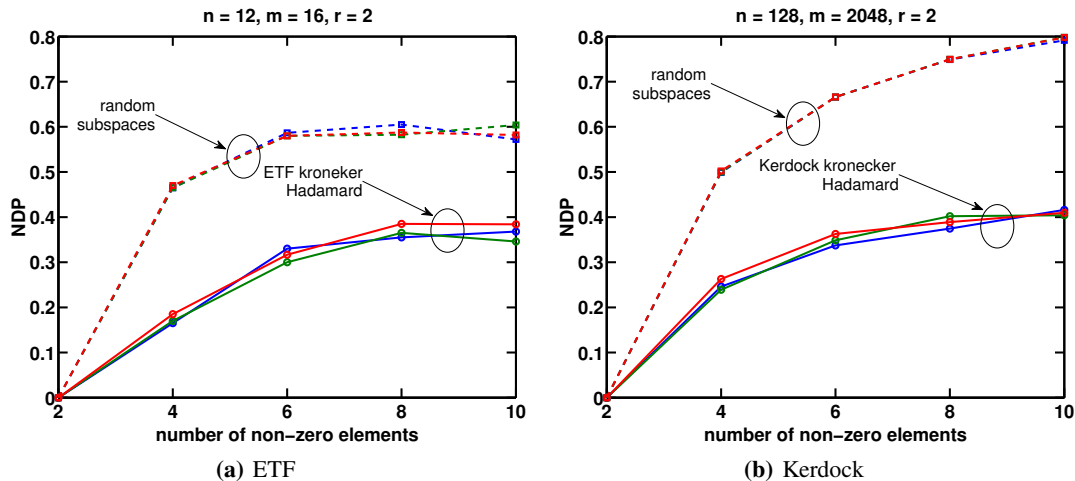 n = 12, m = 16, r = 2
0.8
0.7
0.6
0.5
0.4
0.3
0.2
0.1
0
NDP
random
subspaces
ETF kroneker
Hadamard
2
4
6
8
10
number of non-zero elements
(a) ETF
n = 128, m = 2048, r = 2
0.8
0.7
0.6
0.5
0.4
0.3
0.2
0.1
0
NDP
random
subspaces
Kerdock kronecker
Hadamard
2
4
6
8
10
number of non-zero elements
(b) Kerdock